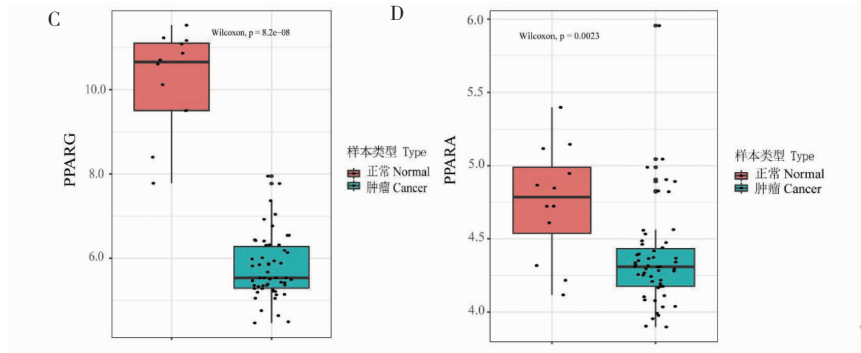 C
Wilcoxon, p = 8.2e−08
10.0
8.0
6.0
PPARG
样本类型 Type
正常 Normal
肿瘤 Cancer
D
Wilcoxon, p = 0.0023
6.0
5.5
5.0
4.5
4.0
PPARA
样本类型 Type
正常 Normal
肿瘤 Cancer